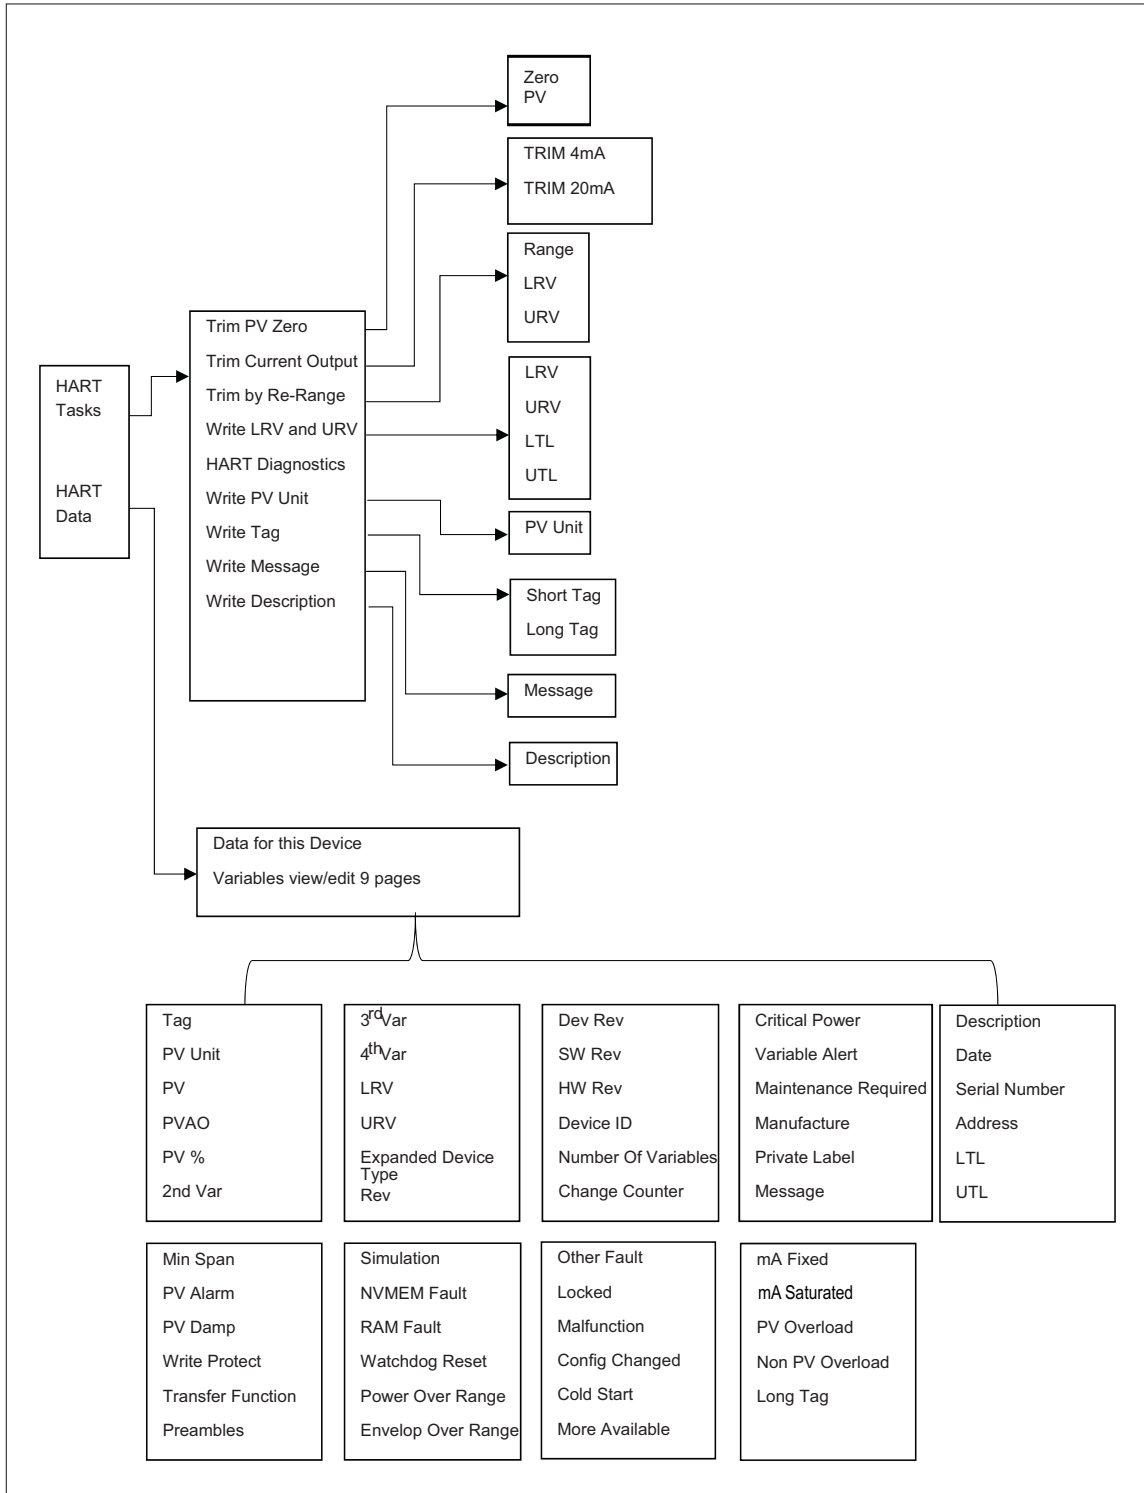 Zero
PV
TRIM 4mA
TRIM 20mA
Range
LRV
URV
LRV
URV
LTL
UTL
PV Unit
Short Tag
Long Tag
Message
Description
Trim PV Zero
Trim Current Output
Trim by Re-Range
Write LRV and URV
HART Diagnostics
Write PV Unit
Write Tag
Write Message
Write Description
HART
Tasks
HART
Data
Data for this Device
Variables view/edit 9 pages
Tag
PV Unit
PV
PVAO
PV %
2nd Var
3rd Var
4th Var
LRV
URV
Expanded Device
Type
Rev
Dev Rev
SW Rev
HW Rev
Device ID
Number Of Variables
Change Counter
Critical Power
Variable Alert
Maintenance Required
Manufacture
Private Label
Message
Description
Date
Serial Number
Address
LTL
UTL
Min Span
PV Alarm
PV Damp
Write Protect
Transfer Function
Preambles
Simulation
NVMEM Fault
RAM Fault
Watchdog Reset
Power Over Range
Envelop Over Range
Other Fault
Locked
Malfunction
Config Changed
Cold Start
More Available
mA Fixed
mA Saturated
PV Overload
Non PV Overload
Long Tag